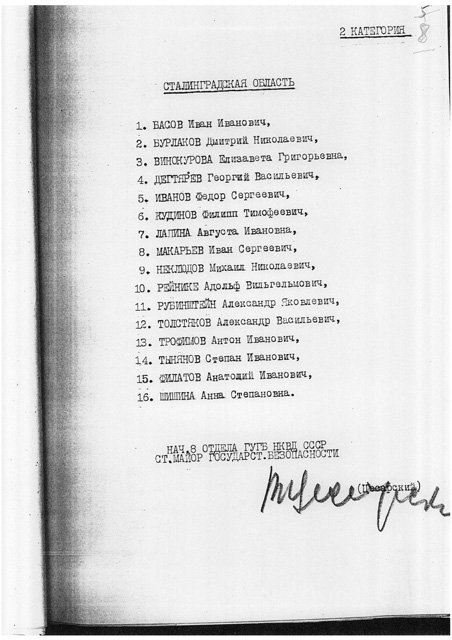 2 КАТЕГОРИЯ
58
СТАЛИНГРАДСКАЯ ОБЛАСТЬ
1. БАСОВ Иван Иванович,
2. БУРЛАКОВ Дмитрий Николаевич,
3. ВИНОКУРОВА Елизавета Григорьевна,
4. ДЕГТЯРЕВ Георгий Васильевич,
5. ИВАНОВ Федор Сергеевич,
6. КУДИНОВ Филипп Тимофеевич,
7. ЛАПИНА Августа Ивановна,
8. МАКАРЬЕВ Иван Сергеевич,
9. НЕКЛЮДОВ Михаил Николаевич,
10. РЕЙНИКЕ Адольф Вильгельмович,
11. РУБИНШТЕЙН Александр Яковлевич,
12. ТОЛСТЯКОВ Александр Васильевич,
13. ТРОФИМОВ Антон Иванович,
14. ТЫНЯНОВ Степан Иванович,
15. ФИЛАТОВ Анатолий Иванович,
16. ШИШИНА Анна Степановна.
НАЧ.8 ОТДЕЛА ГУГБ НКВД СССР
СТ.МАЙОР ГОСУДАРСТ.БЕЗОПАСНОСТИ
(Цесарский)